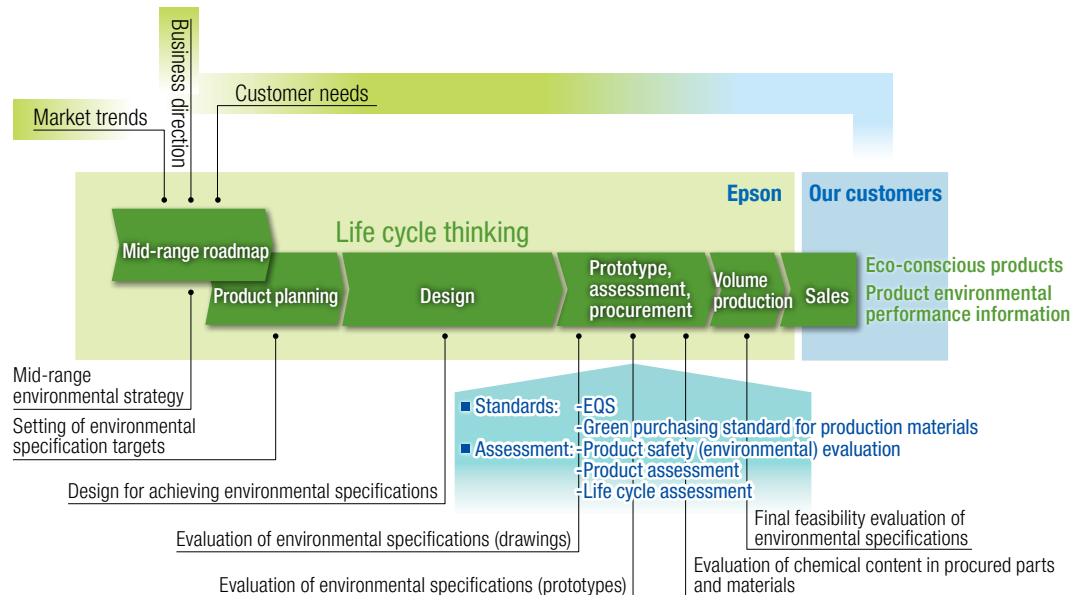 Business
direction
Customer needs
Market trends
Epson
Our customers
Life cycle thinking
Mid-range roadmap
Product planning
Design
Prototype,
assessment,
procurement
Volume
production
Sales
Eco-conscious products
Product environmental
performance information
Mid-range
environmental strategy
Setting of environmental
specification targets
■ Standards: -EQS
-Green purchasing standard for production materials
■ Assessment: -Product safety (environmental) evaluation
-Product assessment
-Life cycle assessment
Design for achieving environmental specifications
Evaluation of environmental specifications (drawings)
Evaluation of environmental specifications (prototypes)
Final feasibility evaluation of
environmental specifications
Evaluation of chemical content in procured parts
and materials